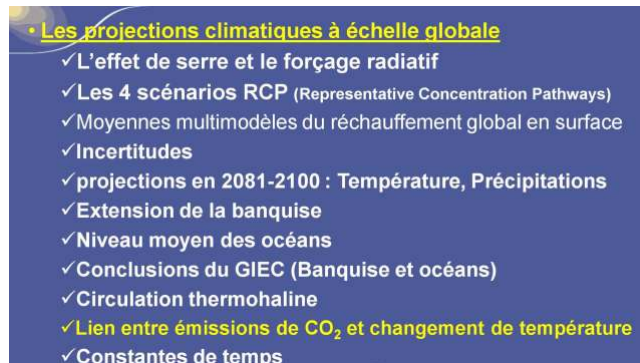 • Les projections climatiques à échelle globale
✓L'effet de serre et le forçage radiatif
✓Les 4 scénarios RCP (Representative Concentration Pathways)
✓Moyennes multimodèles du réchauffement global en surface
✓Incertitudes
✓projections en 2081-2100 : Température, Précipitations
✓Extension de la banquise
✓Niveau moyen des océans
✓Conclusions du GIEC (Banquise et océans)
✓Circulation thermohaline
✓Lien entre émissions de CO₂ et changement de température
✓Constantes de temps